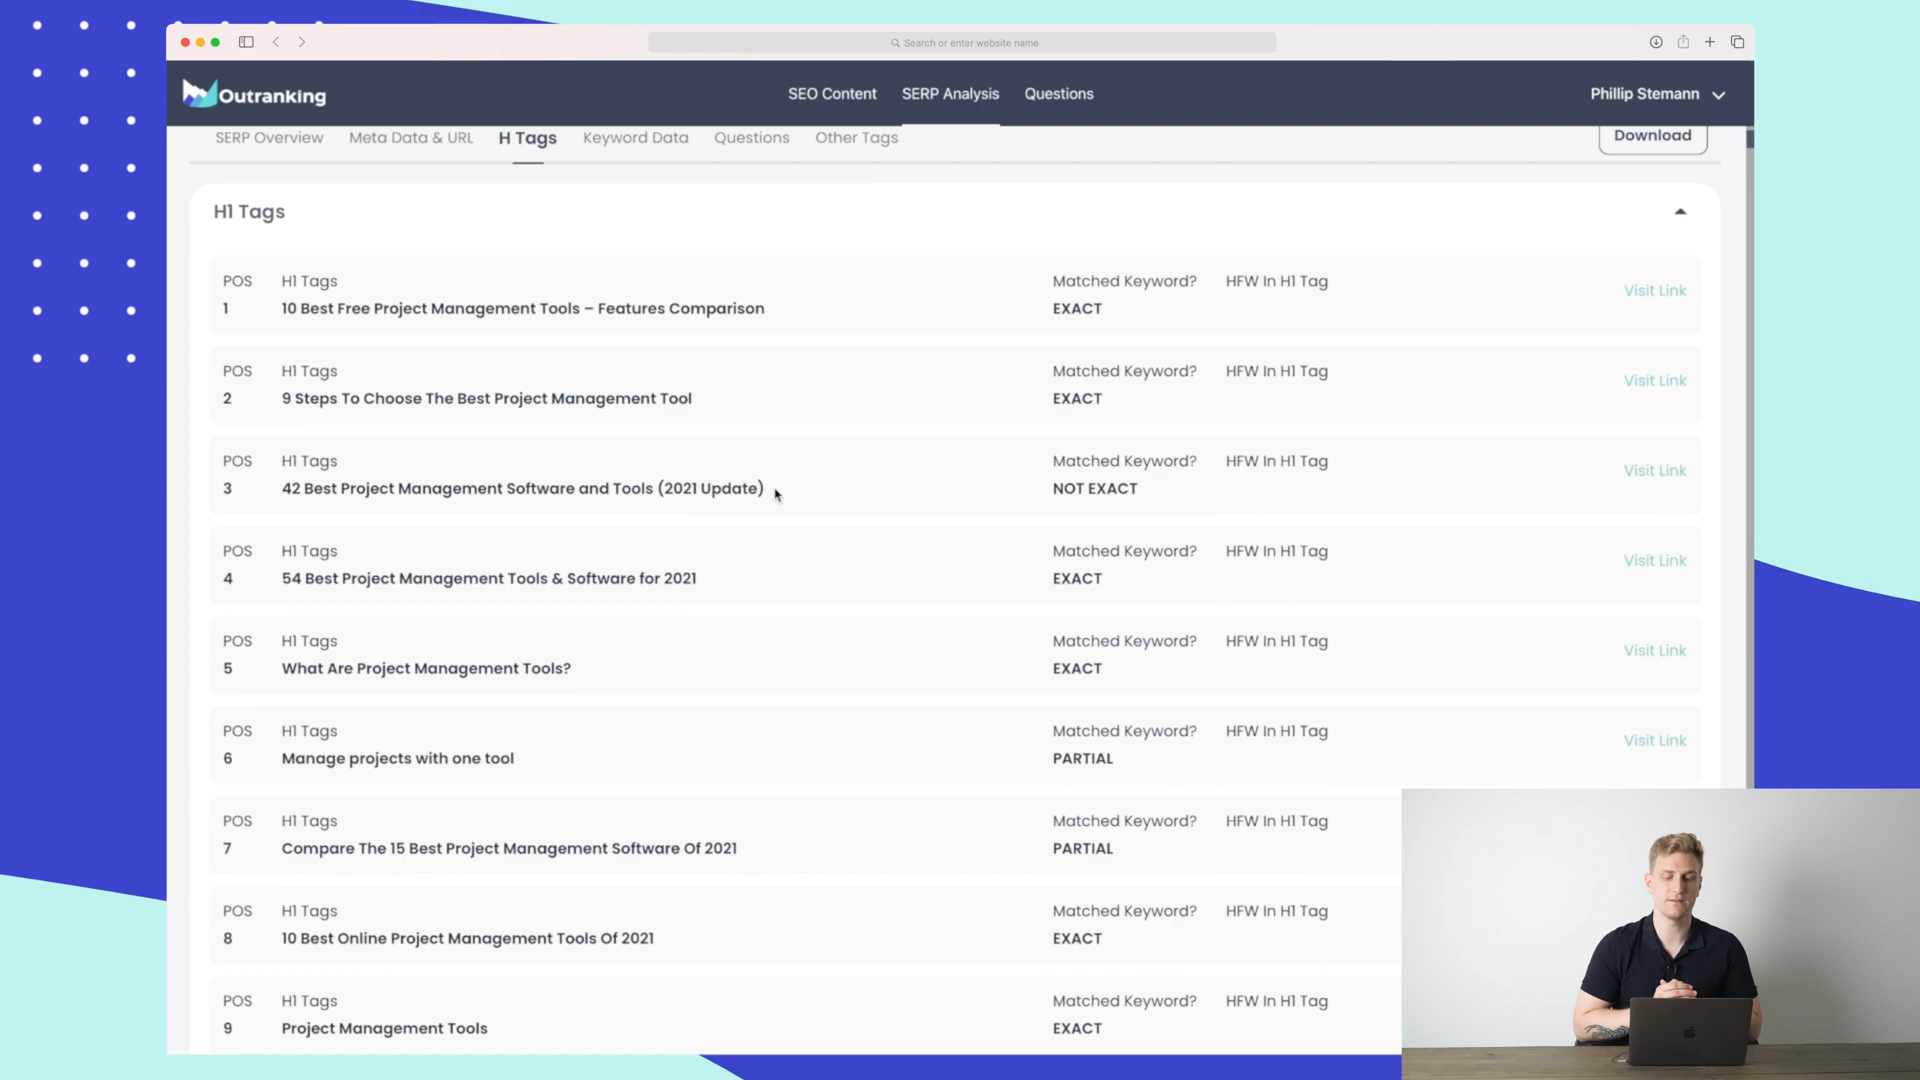 Search or enter website name
Outranking
SEO Content SERP Analysis Questions
Phillip Stemann
SERP Overview Meta Data & URL H Tags Keyword Data Questions Other Tags
Download
H1 Tags
POS H1 Tags Matched Keyword? HFW In H1 Tag
Visit Link
1 10 Best Free Project Management Tools – Features Comparison EXACT
POS H1 Tags Matched Keyword? HFW In H1 Tag
Visit Link
2 9 Steps To Choose The Best Project Management Tool EXACT
POS H1 Tags Matched Keyword? HFW In H1 Tag
Visit Link
3 42 Best Project Management Software and Tools (2021 Update) NOT EXACT
POS H1 Tags Matched Keyword? HFW In H1 Tag
Visit Link
4 54 Best Project Management Tools & Software for 2021 EXACT
POS H1 Tags Matched Keyword? HFW In H1 Tag
Visit Link
5 What Are Project Management Tools? EXACT
POS H1 Tags Matched Keyword? HFW In H1 Tag
Visit Link
6 Manage projects with one tool PARTIAL
POS H1 Tags Matched Keyword? HFW In H1 Tag
7 Compare The 15 Best Project Management Software Of 2021 PARTIAL
POS H1 Tags Matched Keyword? HFW In H1 Tag
8 10 Best Online Project Management Tools Of 2021 EXACT
POS H1 Tags Matched Keyword? HFW In H1 Tag
9 Project Management Tools EXACT